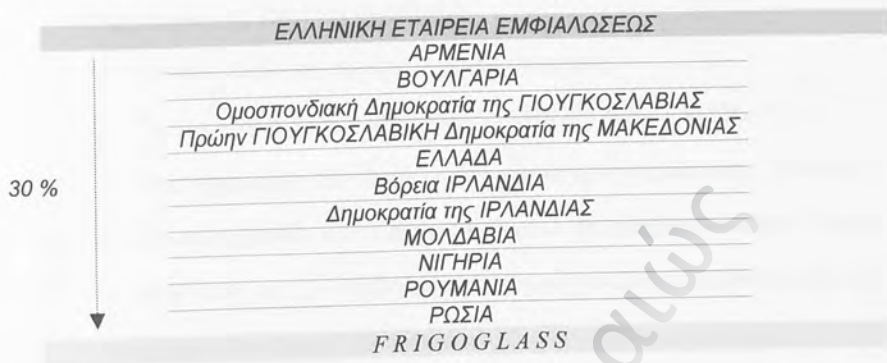 ΕΛΛΗΝΙΚΗ ΕΤΑΙΡΕΙΑ ΕΜΦΙΑΛΩΣΕΩΣ
ΑΡΜΕΝΙΑ
ΒΟΥΛΓΑΡΙΑ
Ομοσπονδιακή Δημοκρατία της ΓΙΟΥΓΚΟΣΛΑΒΙΑΣ
Πρώην ΓΙΟΥΓΚΟΣΛΑΒΙΚΗ Δημοκρατία της ΜΑΚΕΔΟΝΙΑΣ
ΕΛΛΑΔΑ
30 %
Βόρεια ΙΡΛΑΝΔΙΑ
Δημοκρατία της ΙΡΛΑΝΔΙΑΣ
ΜΟΛΔΑΒΙΑ
ΝΙΓΗΡΙΑ
ΡΟΥΜΑΝΙΑ
ΡΩΣΙΑ
FRIGOGLASS